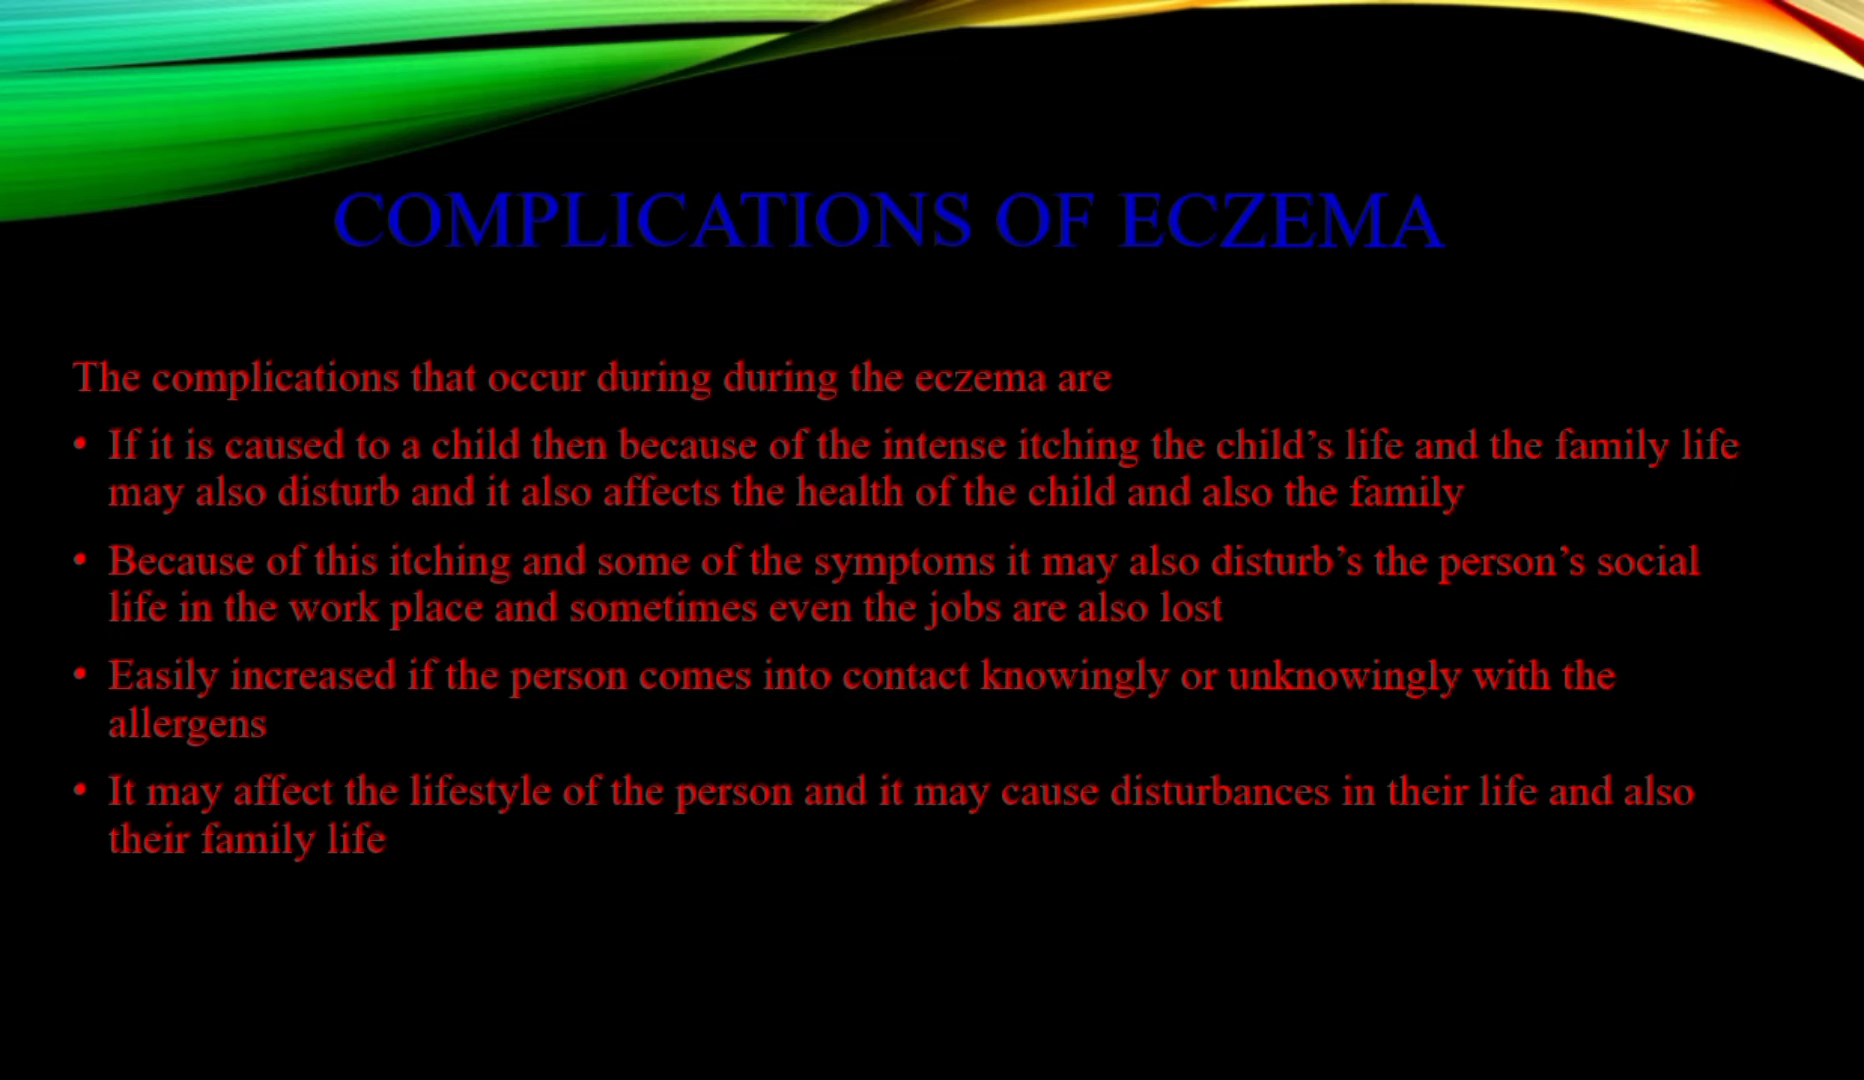 COMPLICATIONS OF ECZEMA
The complications that occur during during the eczema are
• If it is caused to a child then because of the intense itching the child’s life and the family life
may also disturb and it also affects the health of the child and also the family
• Because of this itching and some of the symptoms it may also disturb’s the person’s social
life in the work place and sometimes even the jobs are also lost
• Easily increased if the person comes into contact knowingly or unknowingly with the
allergens
• It may affect the lifestyle of the person and it may cause disturbances in their life and also
their family life